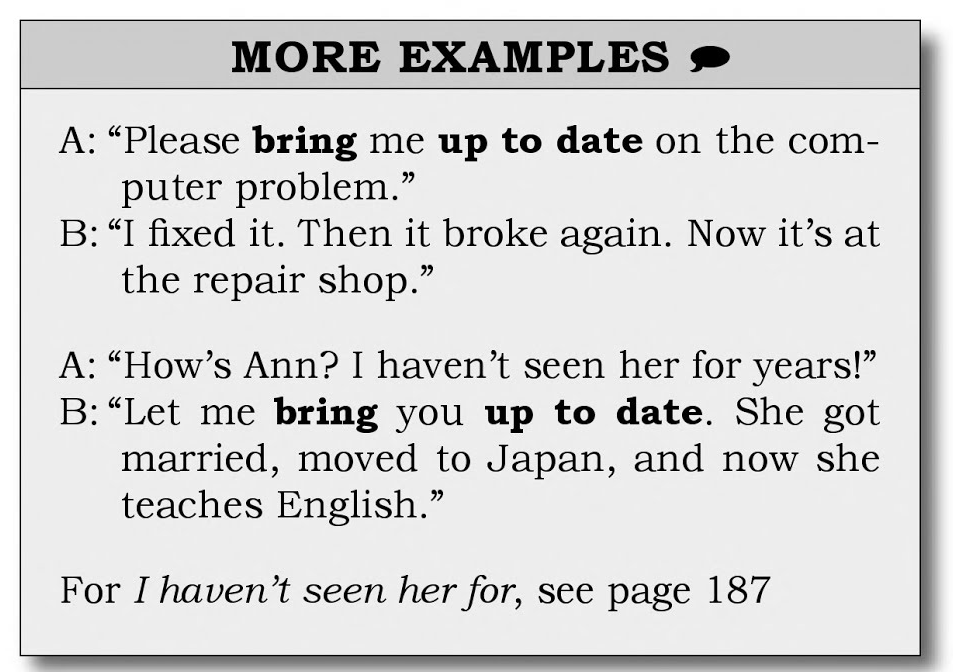 MORE EXAMPLES
A: “Please bring me up to date on the com-
puter problem.”
B: “I fixed it. Then it broke again. Now it’s at
the repair shop.”
A: “How’s Ann? I haven’t seen her for years!”
B: “Let me bring you up to date. She got
married, moved to Japan, and now she
teaches English.”
For I haven’t seen her for, see page 187